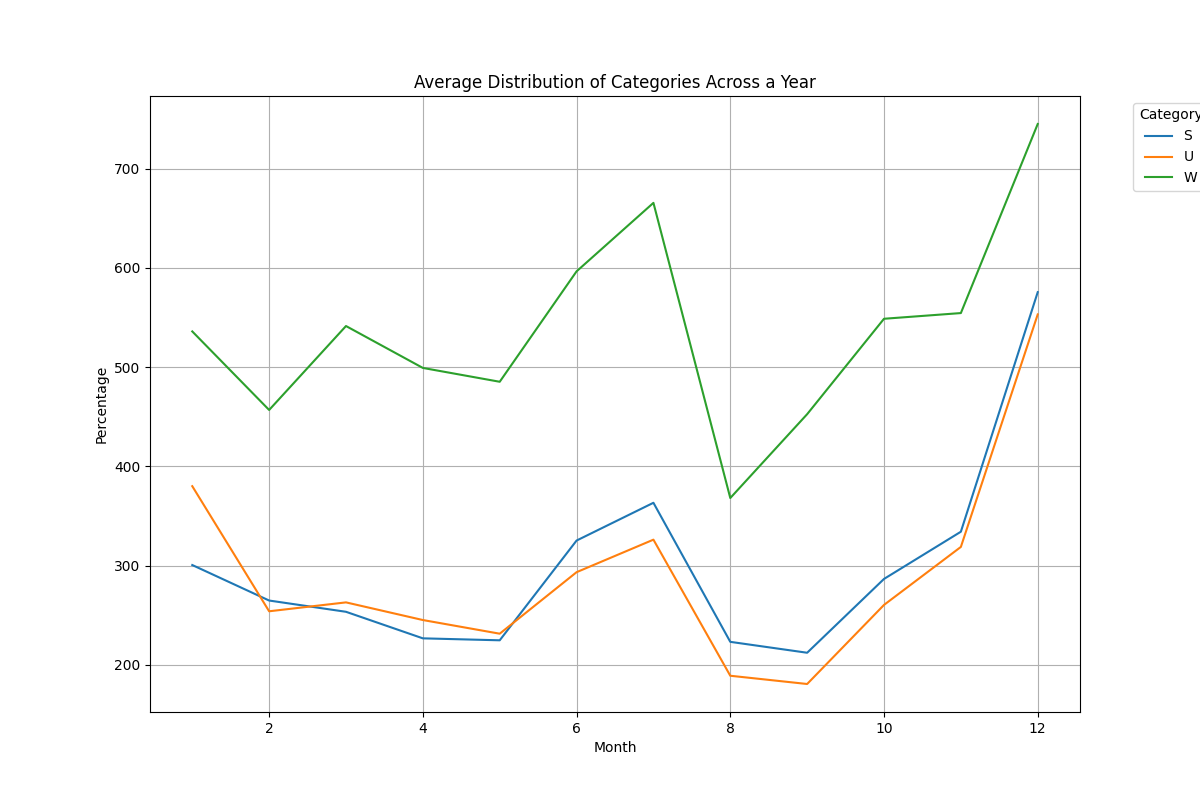 Average Distribution of Categories Across a Year
Category
S
U
W
700
600
500
400
300
200
Percentage
2 4 6 8 10 12
Month